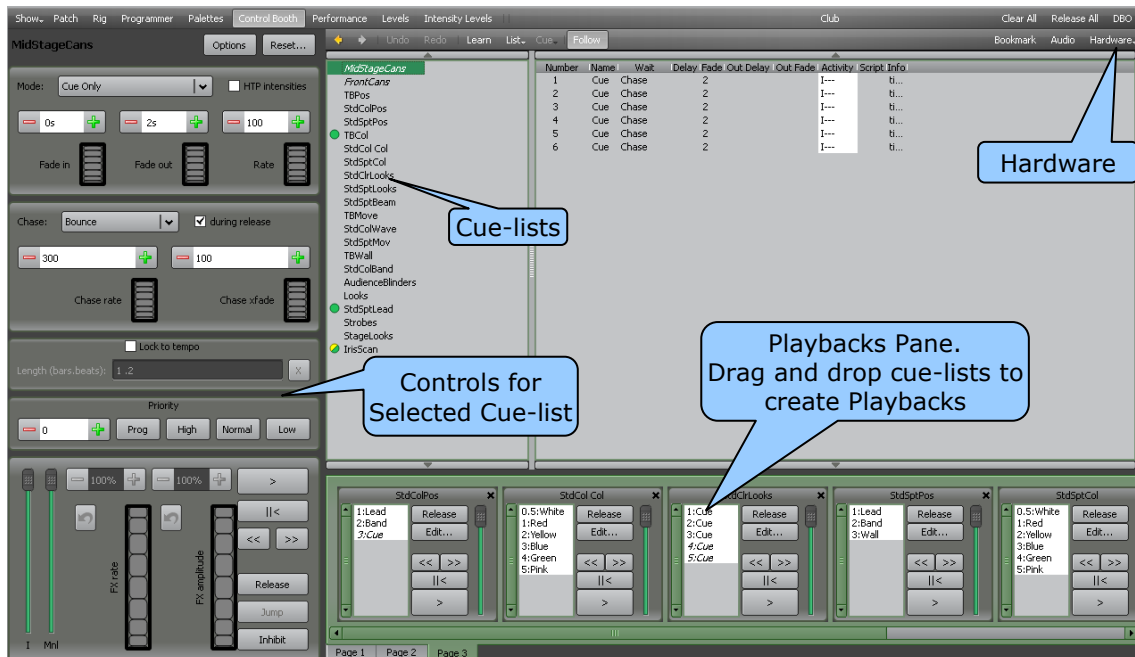 Show Patch Rig Programmer Palettes Control Booth Performance Levels Intensity Levels Club Clear All Release All DBO
MidStageCans Options Reset... Undo Redo Learn List Cue Follow Bookmark Audio Hardware
Mode: Cue Only HTP intensities
0s 2s 100
Fade in Fade out Rate
Chase: Bounce during release
300 100
Chase rate Chase xfade
Lock to tempo
Length (bars.beats): 1.2 X
Priority
0 Prog High Normal Low
100% 100% >
||<
<< >>
FX rate
FX amplitude
Release
Jump
Inhibit
I Mnl
MidStageCans
FrontCans
TBPos
StdColPos
StdSptPos
TBCol
StdCol Col
StdSptCol
StdClrLooks
StdSptLooks
StdSptBeam
TBMove
StdColWave
StdSptMov
TBWall
StdColBand
AudienceBlinders
Looks
StdSptLead
Strobes
StageLooks
IrisScan
Number Name Wait Delay Fade Out Delay Out Fade Activity Script Info
1 Cue Chase 2 I--- ti...
2 Cue Chase 2 I--- ti...
3 Cue Chase 2 I--- ti...
4 Cue Chase 2 I--- ti...
5 Cue Chase 2 I--- ti...
6 Cue Chase 2 I--- ti...
Hardware
Cue-lists
Controls for
Selected Cue-list
Playbacks Pane.
Drag and drop cue-lists to
create Playbacks
StdColPos x
1:Lead
2:Band
3:Cue
Release
Edit...
<< >>
||<
>
StdCol Col x
0.5:White
1:Red
2:Yellow
3:Blue
4:Green
5:Pink
Release
Edit...
<< >>
||<
>
StdClrLooks x
1:Cue
2:Cue
3:Cue
4:Cue
5:Cue
Release
Edit...
<< >>
||<
>
StdSptPos x
1:Lead
2:Band
3:Wall
Release
Edit...
<< >>
||<
>
StdSptCol
0.5:White
1:Red
2:Yellow
3:Blue
4:Green
5:Pink
Release
Edit...
<< >>
||<
>
Page 1 Page 2 Page 3